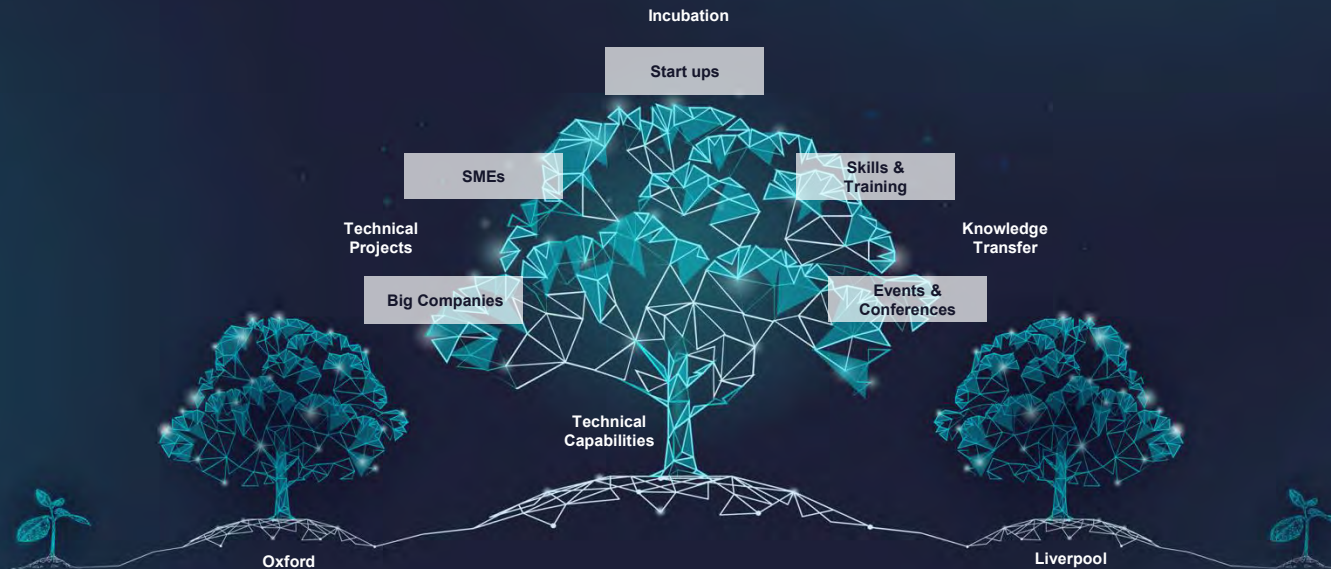 Incubation
Start ups
SMEs
Skills &
Training
Technical
Projects
Knowledge
Transfer
Big Companies
Events &
Conferences
Technical
Capabilities
Oxford
Liverpool